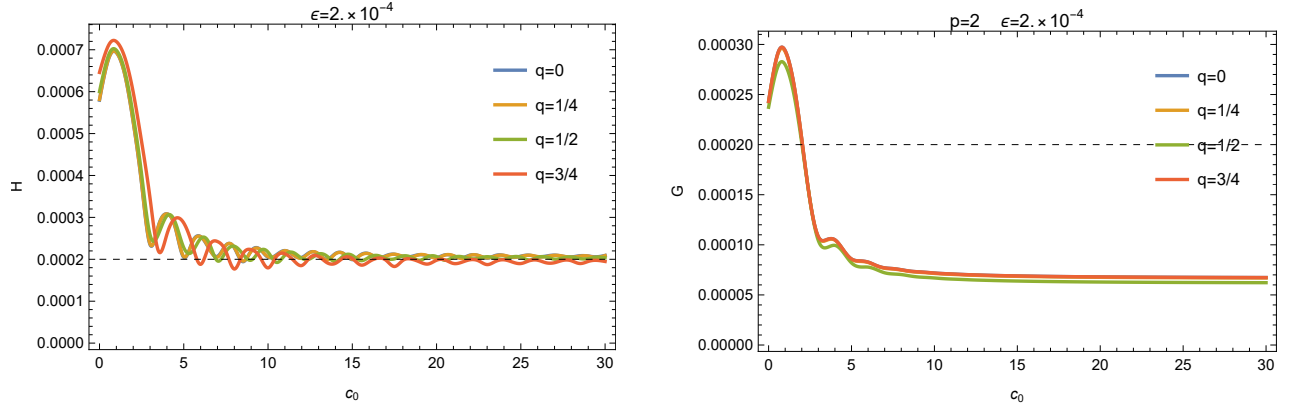 ϵ=2.×10⁻⁴
H
0.0007
0.0006
0.0005
0.0004
0.0003
0.0002
0.0001
0.0000
q=0
q=1/4
q=1/2
q=3/4
0 5 10 15 20 25 30
c₀
p=2 ϵ=2.×10⁻⁴
G
0.00030
0.00025
0.00020
0.00015
0.00010
0.00005
0.00000
q=0
q=1/4
q=1/2
q=3/4
0 5 10 15 20 25 30
c₀